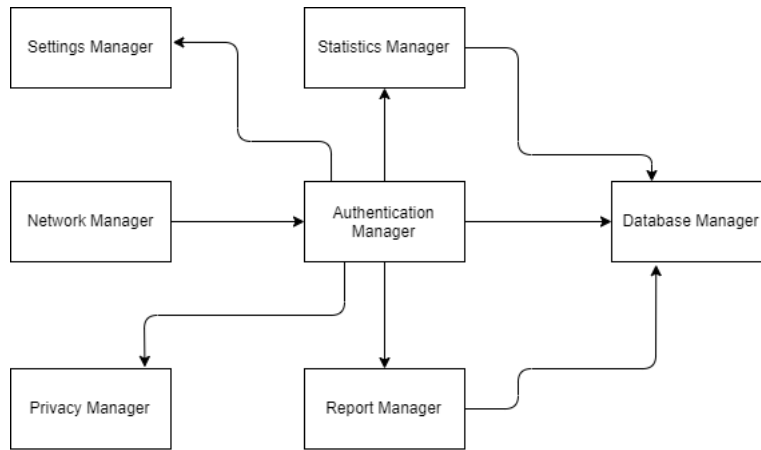 Settings Manager
Statistics Manager
Network Manager
Authentication
Manager
Database Manager
Privacy Manager
Report Manager